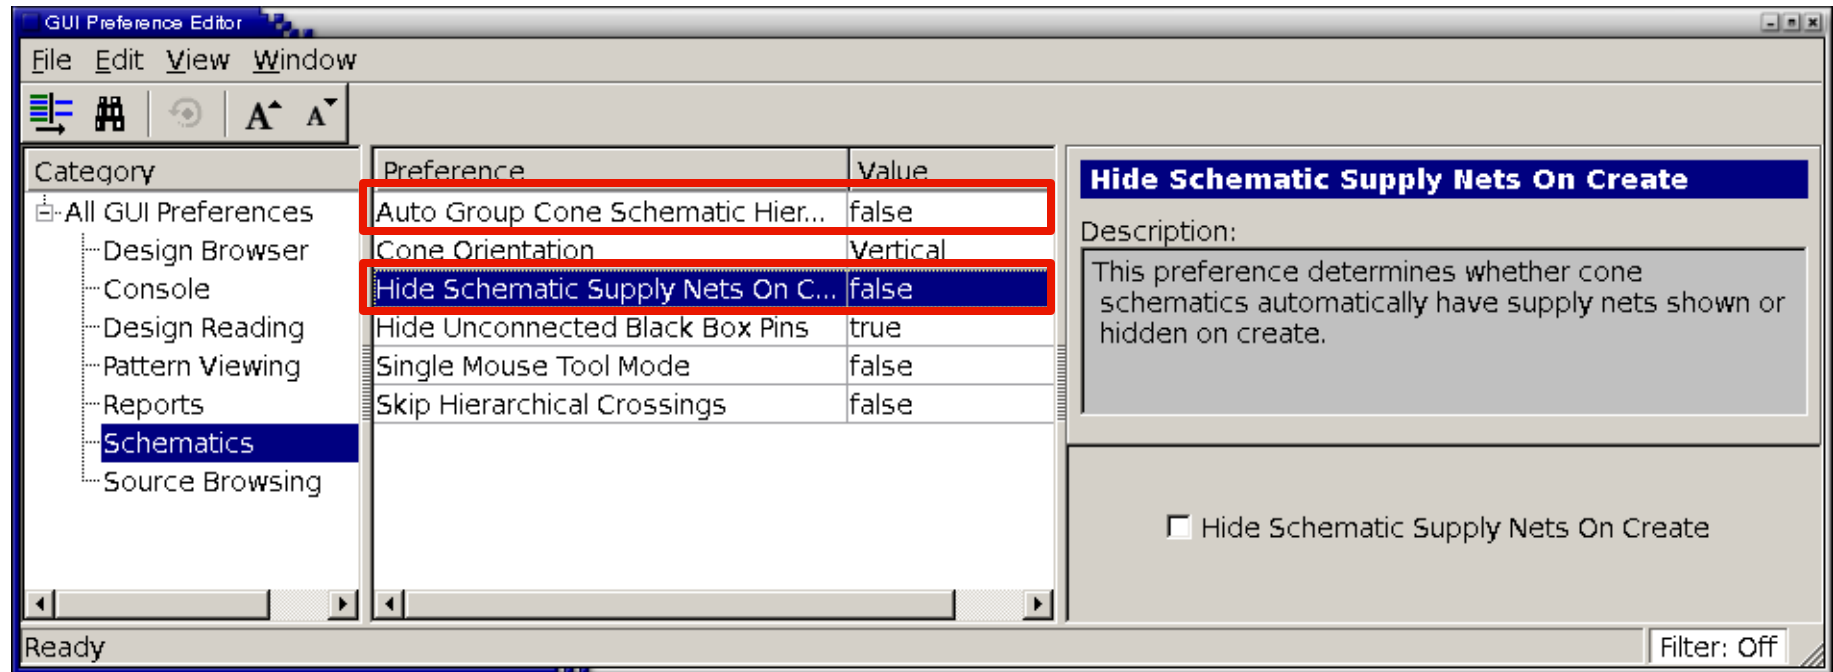 GUI Preference Editor
File Edit View Window
A A
Category
All GUI Preferences
Design Browser
Console
Design Reading
Pattern Viewing
Reports
Schematics
Source Browsing
Preference Value
Auto Group Cone Schematic Hier... false
Cone Orientation Vertical
Hide Schematic Supply Nets On C... false
Hide Unconnected Black Box Pins true
Single Mouse Tool Mode false
Skip Hierarchical Crossings false
Hide Schematic Supply Nets On Create
Description:
This preference determines whether cone
schematics automatically have supply nets shown or
hidden on create.
Hide Schematic Supply Nets On Create
Ready
Filter: Off